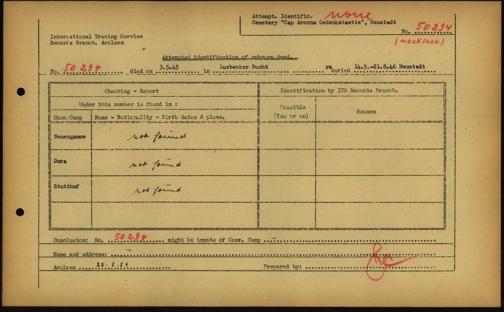 Attempt. Identific. none
Cemetery "Cap Arcona Gedenkstaette", Neustadt
No. 50294
(necklace)
International Tracing Service
Records Branch, Arolsen
Attempted identification of unknown dead.
No. 50294 died on 3.5.45 in Luebecker Bucht re buried 14.5.-21.8.46 Neustadt
Checking - Report
Identification by ITS Records Branch.
Under this number is found in :
Conc.Camp Name - Nationality - Birth dates & place.
Possible (Yes or no)
Reason
Neuengamme not found
Dora not found
Stutthof not found
Conclusion: No. 50294 might be inmate of Conc. Camp -
Name and address: -
Arolsen
Prepared by: